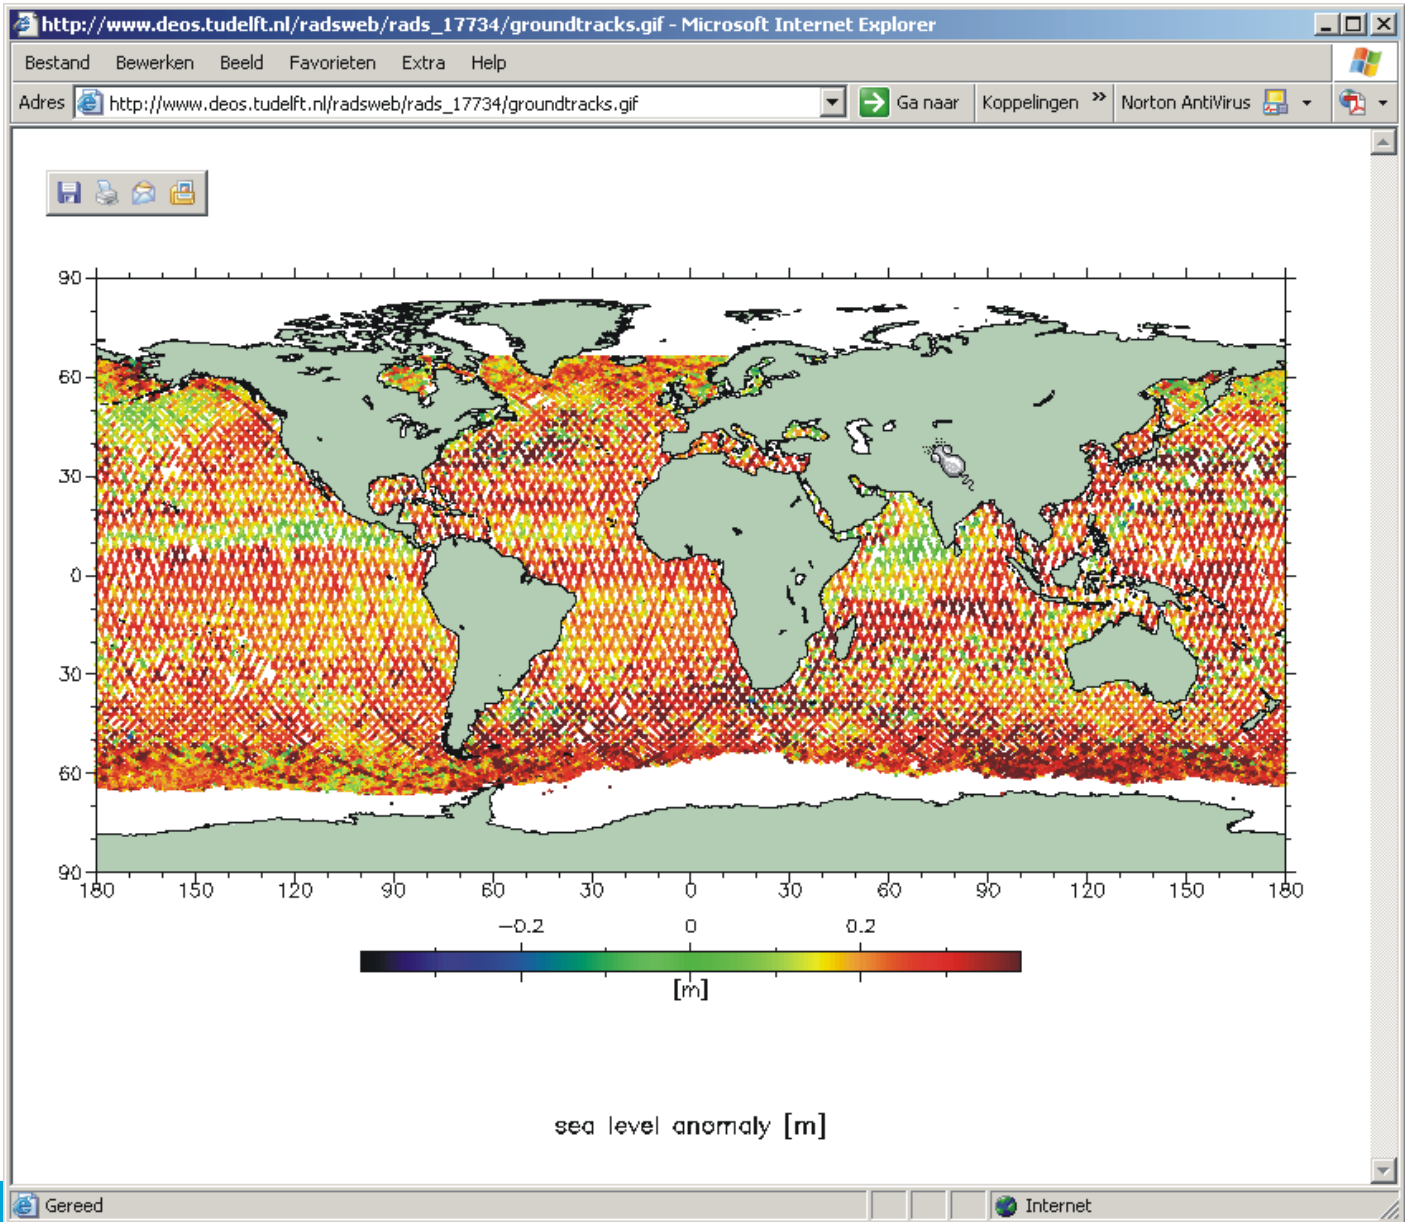 http://www.deos.tudelft.nl/radsweb/rads_17734/groundtracks.gif - Microsoft Internet Explorer
Bestand Bewerken Beeld Favorieten Extra Help
Adres http://www.deos.tudelft.nl/radsweb/rads_17734/groundtracks.gif Ga naar Koppelingen » Norton AntiVirus
90
60
30
0
30
60
90
180 150 120 90 60 30 0 30 60 90 120 150 180
-0.2 0 0.2
[m]
sea level anomaly [m]
Gereed Internet